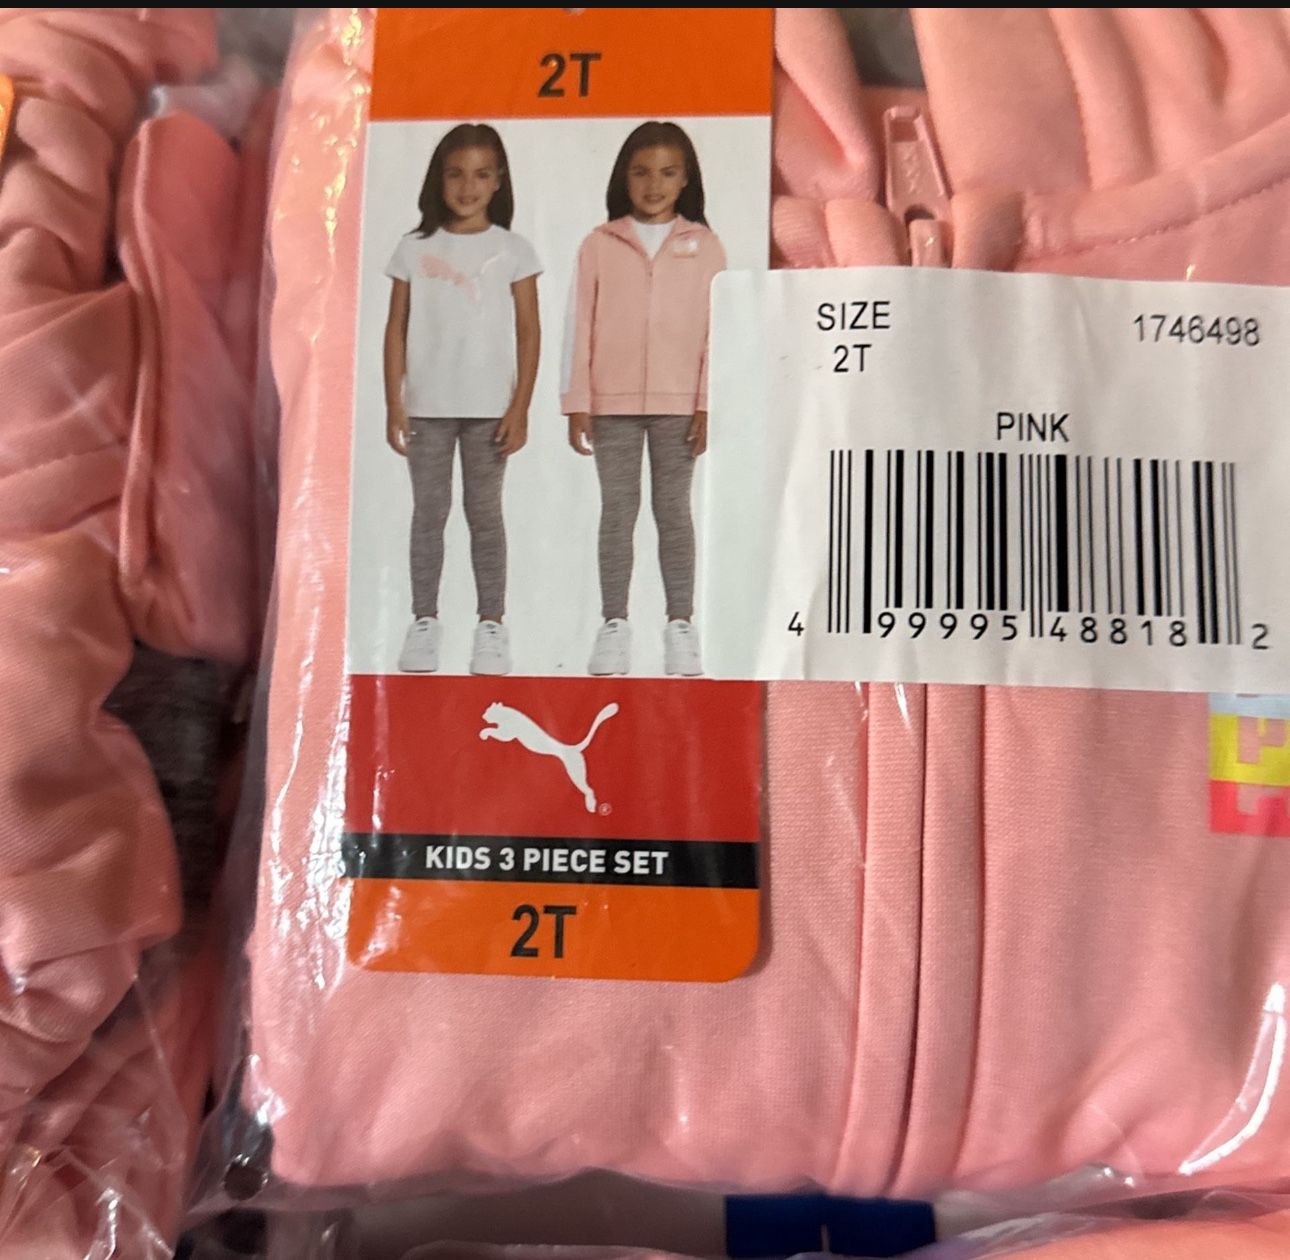 2T
SIZE
2T
1746498
PINK
4 99995 48818 2
®
KIDS 3 PIECE SET
2T